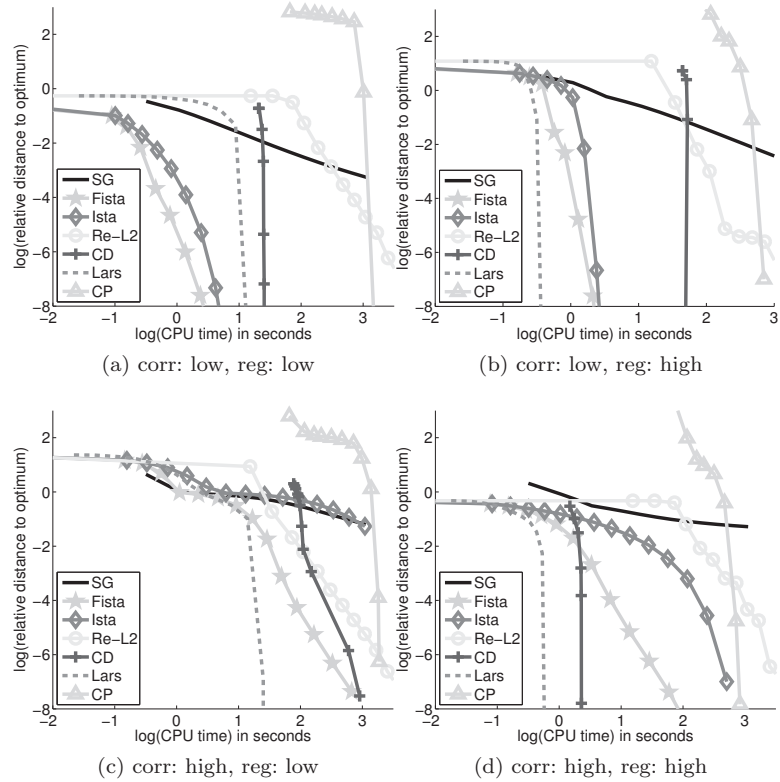 log(relative distance to optimum)
2
0
−2
−4
−6
−8
SG
Fista
Ista
Re−L2
CD
Lars
CP
−2 −1 0 1 2 3
log(CPU time) in seconds
(a) corr: low, reg: low
log(relative distance to optimum)
2
0
−2
−4
−6
−8
SG
Fista
Ista
Re−L2
CD
Lars
CP
−2 −1 0 1 2 3
log(CPU time) in seconds
(b) corr: low, reg: high
log(relative distance to optimum)
2
0
−2
−4
−6
−8
SG
Fista
Ista
Re−L2
CD
Lars
CP
−2 −1 0 1 2 3
log(CPU time) in seconds
(c) corr: high, reg: low
log(relative distance to optimum)
2
0
−2
−4
−6
−8
SG
Fista
Ista
Re−L2
CD
Lars
CP
−2 −1 0 1 2 3
log(CPU time) in seconds
(d) corr: high, reg: high